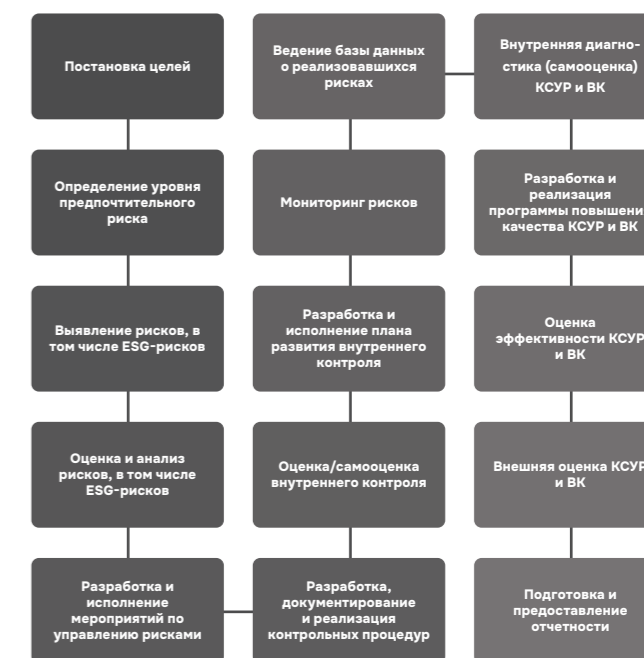 Постановка целей
Определение уровня
предпочтительного
риска
Выявление рисков, в
том числе ESG-рисков
Оценка и анализ
рисков, в том числе
ESG-рисков
Разработка и
исполнение
мероприятий по
управлению рисками
Разработка,
документирование
и реализация
контрольных процедур
Оценка/самооценка
внутреннего контроля
Разработка и
исполнение плана
развития внутреннего
контроля
Мониторинг рисков
Ведение базы данных
о реализовавшихся
рисках
Внутренняя диагно-
стика (самооценка)
КСУР и ВК
Разработка и
реализация
программы повышени
качества КСУР и ВК
Оценка
эффективности КСУР
и ВК
Внешняя оценка КСУР
и ВК
Подготовка и
предоставление
отчетности